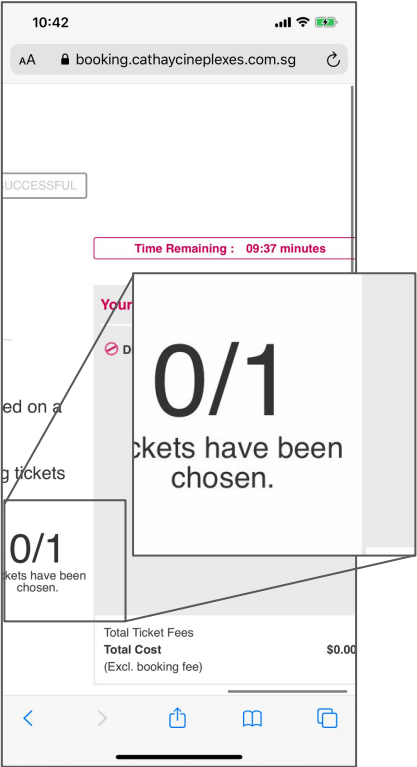 10:42
AA booking.cathaycineplexes.com.sg
UCCESSFUL
Time Remaining : 09:37 minutes
Your
D
0/1
ckets have been
chosen.
ed on a
g tickets
0/1
kets have been
chosen.
Total Ticket Fees
Total Cost $0.00
(Excl. booking fee)